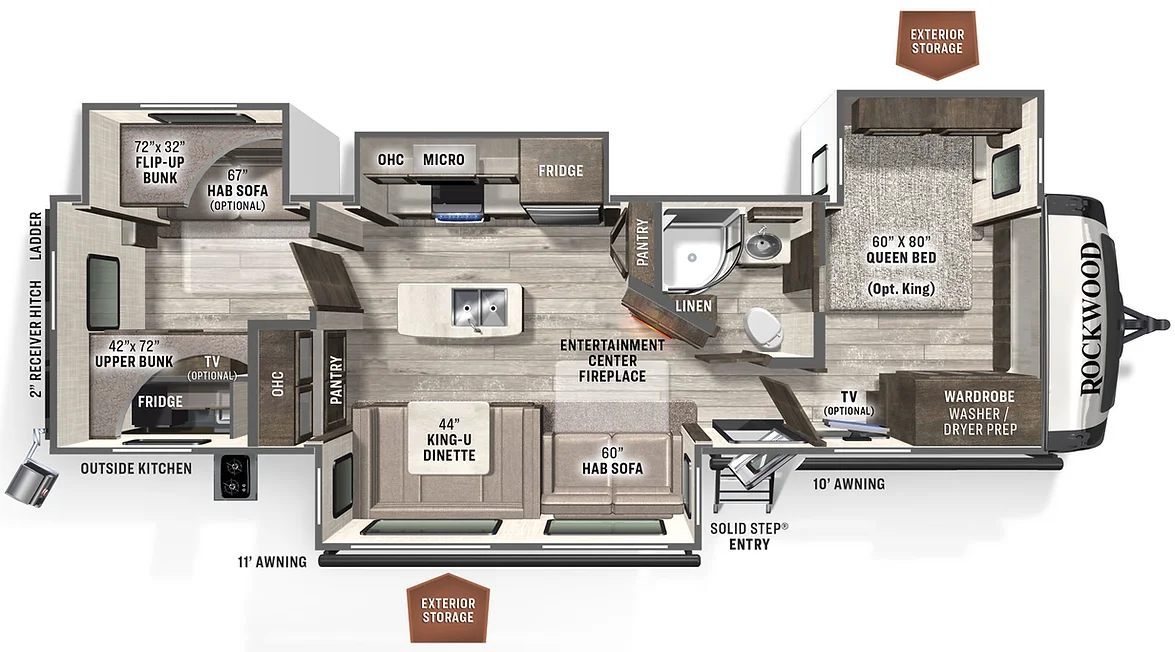 EXTERIOR
STORAGE
72"x 32"
FLIP-UP
BUNK
67"
HAB SOFA
(OPTIONAL)
OHC
MICRO
FRIDGE
PANTRY
LINEN
60" X 80"
QUEEN BED
(Opt. King)
ROCKWOOD
LADDER
2" RECEIVER HITCH
42"x 72"
UPPER BUNK
TV
(OPTIONAL)
FRIDGE
OHC
PANTRY
ENTERTAINMENT
CENTER
FIREPLACE
44"
KING-U
DINETTE
60"
HAB SOFA
TV
(OPTIONAL)
WARDROBE
WASHER /
DRYER PREP
OUTSIDE KITCHEN
10' AWNING
SOLID STEP®
ENTRY
11' AWNING
EXTERIOR
STORAGE